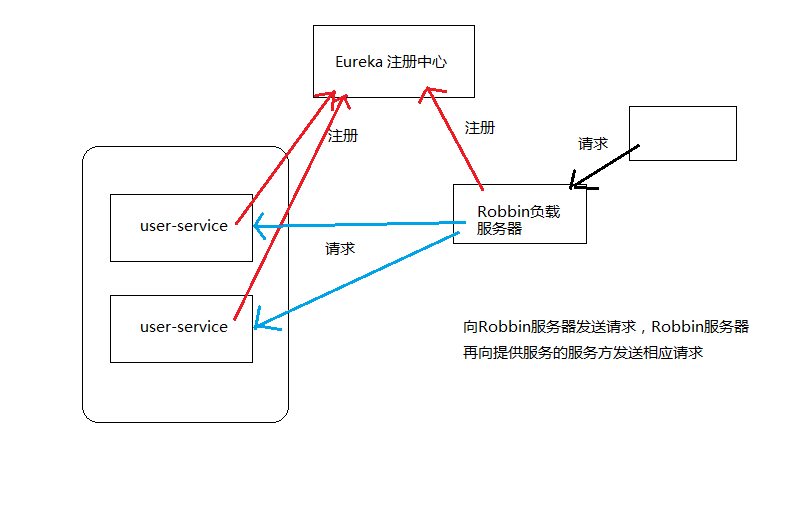 Eureka 注册中心
注册
注册
请求
user-service
Robbin负载
服务器
请求
user-service
向Robbin服务器发送请求，Robbin服务器
再向提供服务的服务方发送相应请求